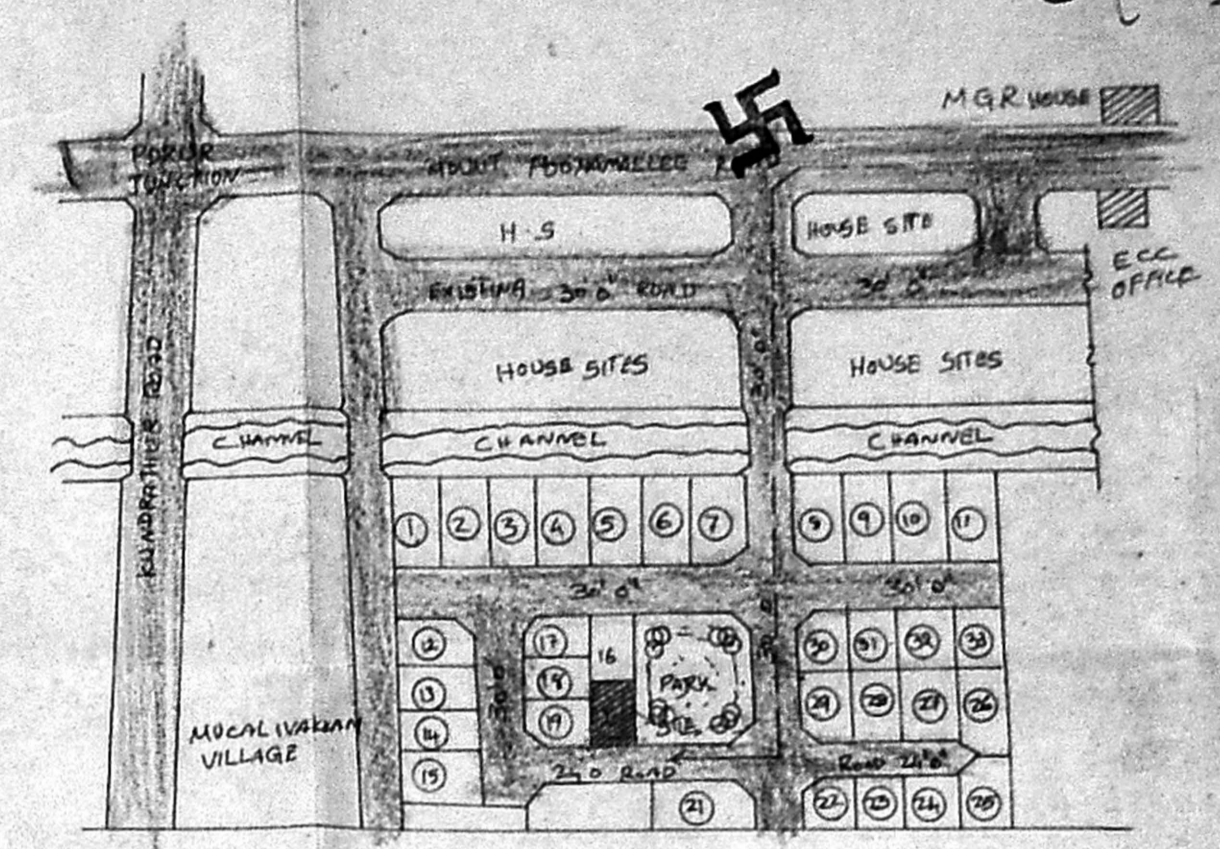 MGR HOUSE
PORUR
JUNCTION
MOUNT POONAMALLEE
H.S
HOUSE SITE
ECC
OFFICE
EXISTING 30'0" ROAD
30'0"
30'0"
HOUSE SITES
HOUSE SITES
KUNDRATHUR ROAD
CHANNEL
CHANNEL
CHANNEL
1 2 3 4 5 6 7
8 9 10 11
30'0"
30'0"
12
13
14
15
30'0"
17
18
19
16
PARK
30 31 32 33
29 28 27 26
MUGALIVAKKAM
VILLAGE
24'0 ROAD
ROAD 24'0"
21
22 23 24 25